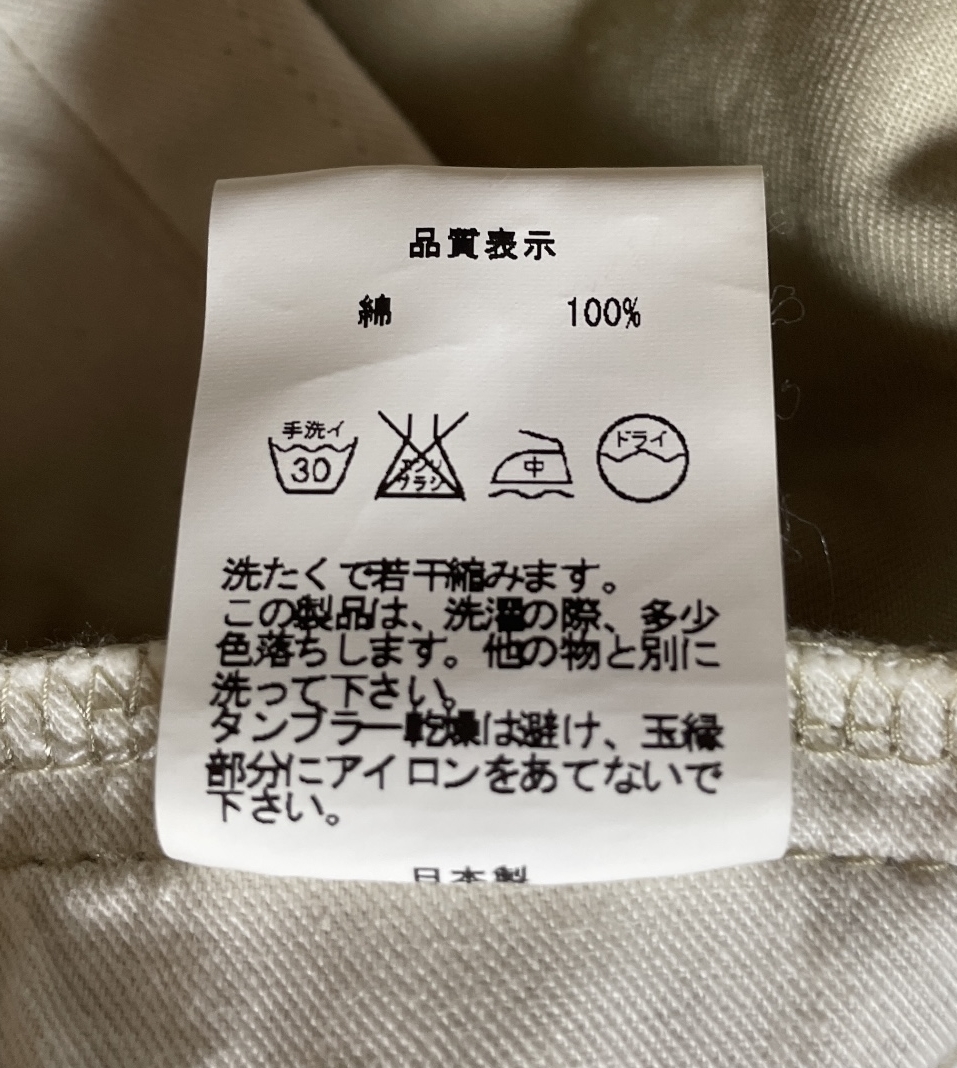 品質表示
綿 100%
手洗イ ドライ
30 エンソ 中
サラシ
洗たくで若干縮みます。
この製品は、洗濯の際、多少
色落ちします。他の物と別に
洗って下さい。
タンブラー乾燥は避け、玉縁
部分にアイロンをあてないで
下さい。
日本製